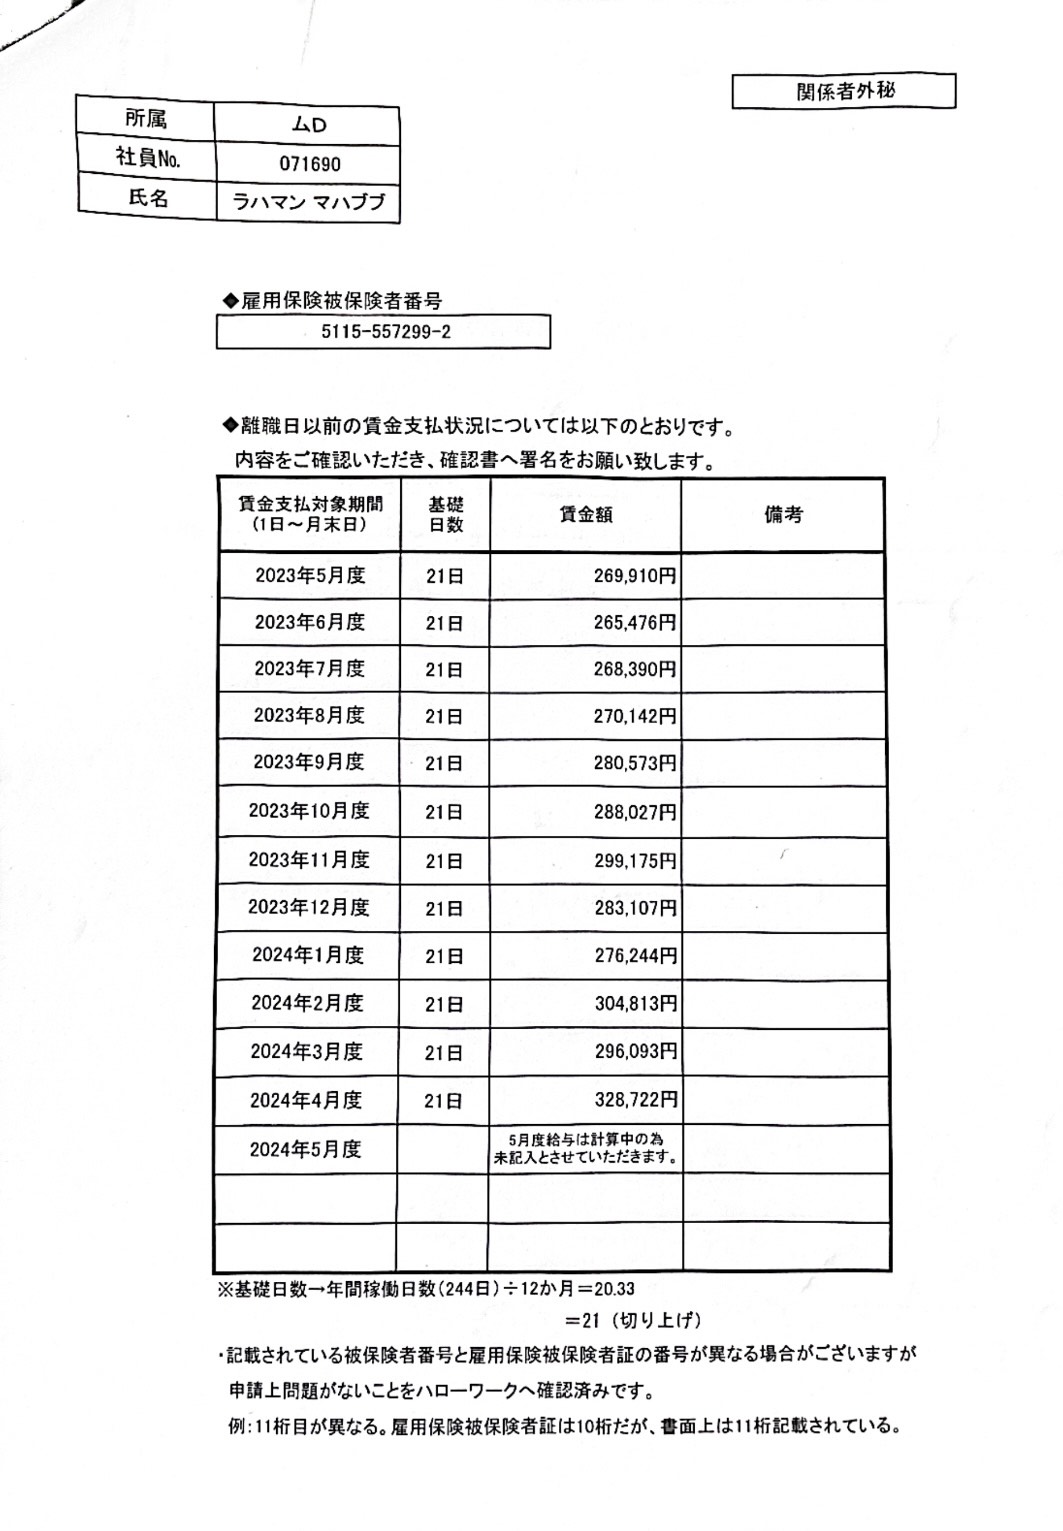 関係者外秘
所属 ムD
社員No. 071690
氏名 ラハマン マハブブ
◆雇用保険被保険者番号
5115-557299-2
◆離職日以前の賃金支払状況については以下のとおりです。
内容をご確認いただき、確認書へ署名をお願い致します。
賃金支払対象期間 基礎 賃金額 備考
(1日～月末日) 日数
2023年5月度 21日 269,910円
2023年6月度 21日 265,476円
2023年7月度 21日 268,390円
2023年8月度 21日 270,142円
2023年9月度 21日 280,573円
2023年10月度 21日 288,027円
2023年11月度 21日 299,175円
2023年12月度 21日 283,107円
2024年1月度 21日 276,244円
2024年2月度 21日 304,813円
2024年3月度 21日 296,093円
2024年4月度 21日 328,722円
2024年5月度 5月度給与は計算中の為
未記入とさせていただきます。
※基礎日数→年間稼働日数(244日)÷12か月＝20.33
＝21 (切り上げ)
・記載されている被保険者番号と雇用保険被保険者証の番号が異なる場合がございますが
申請上問題がないことをハローワークへ確認済みです。
例:11桁目が異なる。雇用保険被保険者証は10桁だが、書面上は11桁記載されている。